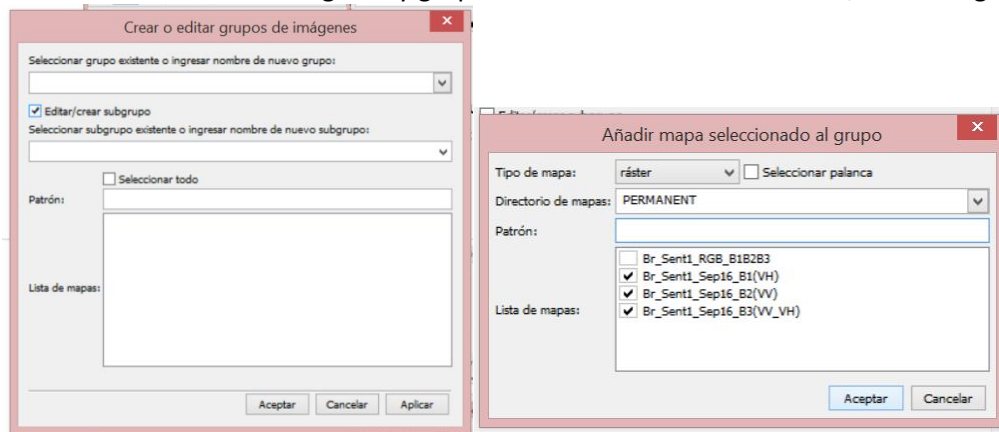 Crear o editar grupos de imágenes
Seleccionar grupo existente o ingresar nombre de nuevo grupo:
Editar/crear subgrupo
Seleccionar subgrupo existente o ingresar nombre de nuevo subgrupo:
Seleccionar todo
Patrón:
Lista de mapas:
Aceptar Cancelar Aplicar
Añadir mapa seleccionado al grupo
Tipo de mapa: ráster Seleccionar palanca
Directorio de mapas: PERMANENT
Patrón:
Br_Sent1_RGB_B1B2B3
Br_Sent1_Sep16_B1(VH)
Br_Sent1_Sep16_B2(VV)
Lista de mapas: Br_Sent1_Sep16_B3(VV_VH)
Aceptar Cancelar